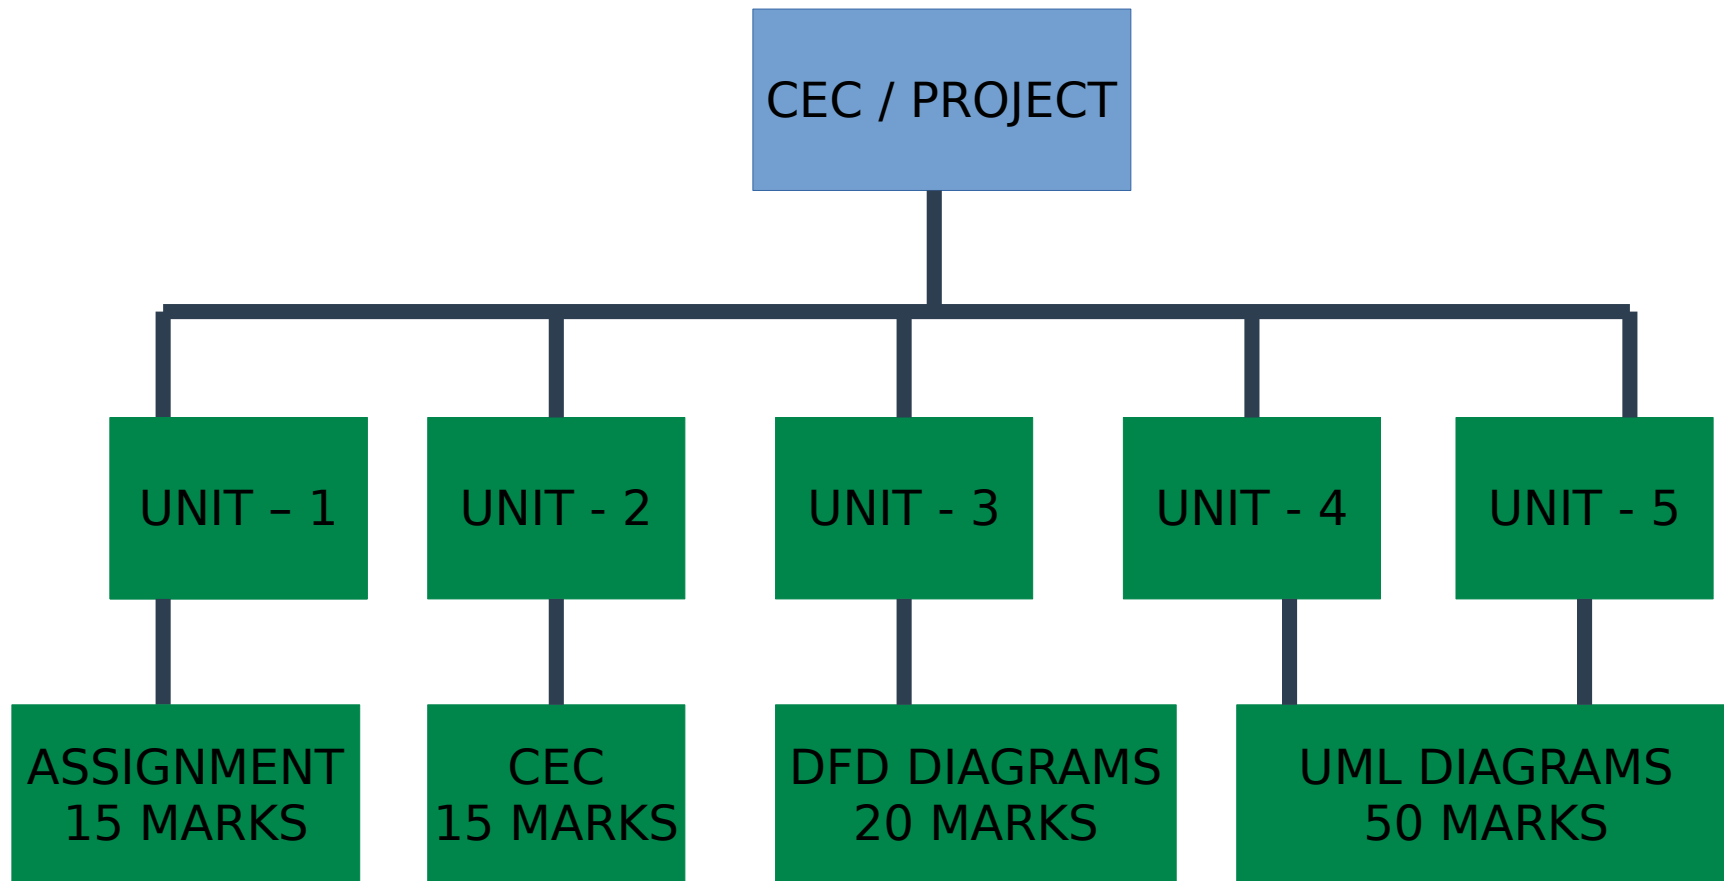 CEC / PROJECT
UNIT – 1
UNIT - 2
UNIT - 3
UNIT - 4
UNIT - 5
ASSIGNMENT
15 MARKS
CEC
15 MARKS
DFD DIAGRAMS
20 MARKS
UML DIAGRAMS
50 MARKS